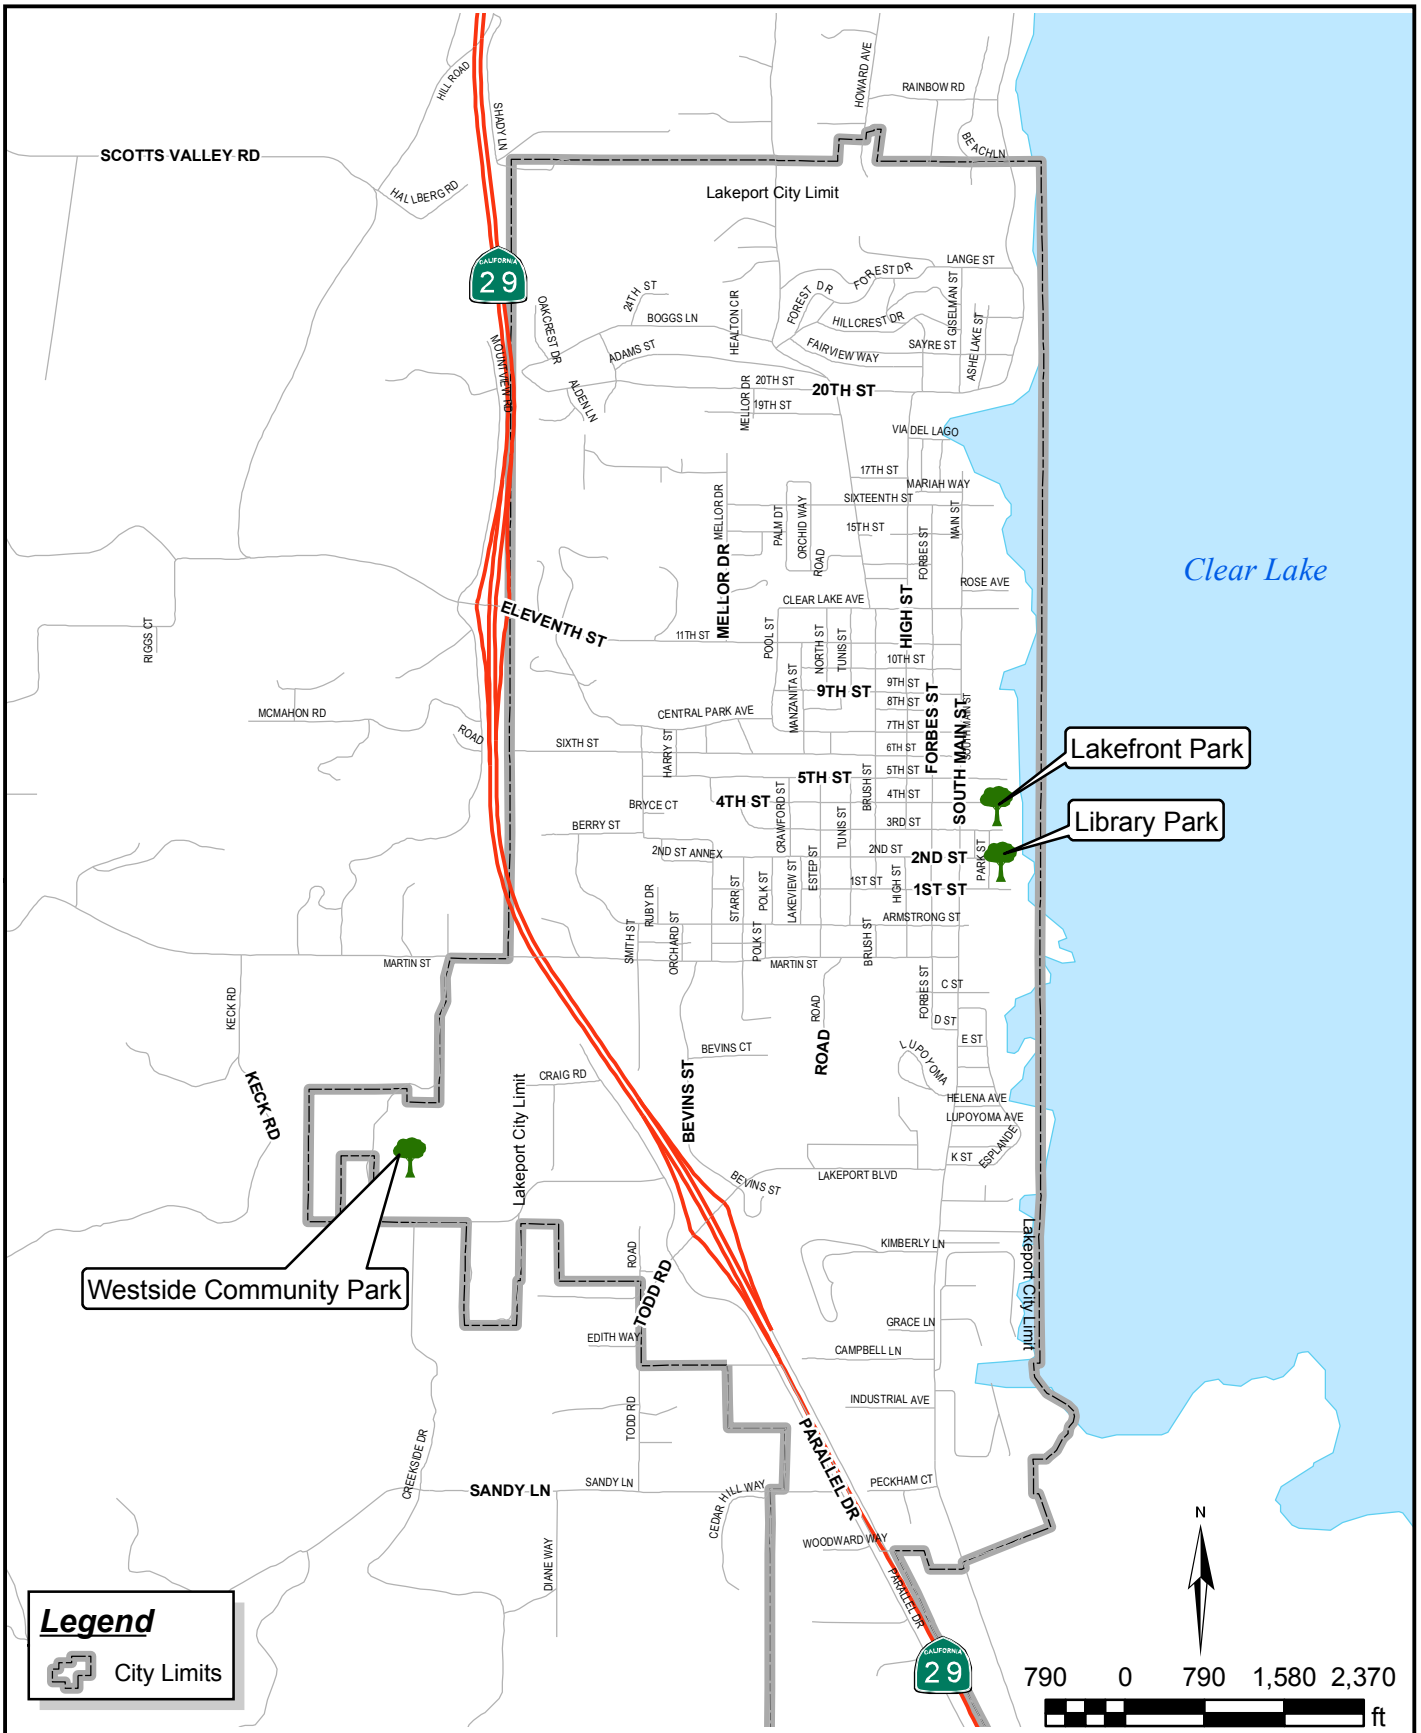 HILL ROAD
SHADY LN
HOWARD AVE
RAINBOW RD
BEACHLN
SCOTTS VALLEY RD
HALLBERG RD
Lakeport City Limit
CALIFORNIA
29
LANGE ST
FOREST DR
FOREST DR
24TH ST
OAKCREST DR
BOGGS LN
HEALTON CIR
HILLCREST DR
GISELMAN ST
ASHE LAKE ST
MOUNTVIEW RD
ADAMS ST
FAIRVIEW WAY
SAYRE ST
ALDEN LN
MELLOR DR
20TH ST
20TH ST
19TH ST
VIA DEL LAGO
17TH ST
MARIAH WAY
MELLOR DR
SIXTEENTH ST
PALM DT
ORCHID WAY
ROAD
15TH ST
FORBES ST
MAIN ST
Clear Lake
MELLOR DR
ROSE AVE
CLEAR LAKE AVE
HIGH ST
ELEVENTH ST
11TH ST
POOL ST
NORTH ST
TUNIS ST
RIGGS CT
10TH ST
9TH ST
9TH ST
8TH ST
MANZANITA ST
FORBES ST
SOUTH MAIN ST
SOUTH MAIN ST
MCMAHON RD
CENTRAL PARK AVE
7TH ST
ROAD
SIXTH ST
HARRY ST
6TH ST
Lakefront Park
5TH ST
5TH ST
BRUSH ST
4TH ST
CRAWFORD ST
4TH ST
BRYCE CT
Library Park
BERRY ST
TUNIS ST
3RD ST
2ND ST ANNEX
2ND ST
2ND ST
PARK ST
STARR ST
POLK ST
LAKEVIEW ST
ESTEP ST
1ST ST
HIGH ST
1ST ST
RUBY DR
ARMSTRONG ST
SMITH ST
ORCHARD ST
POLK ST
BRUSH ST
MARTIN ST
MARTIN ST
KECK RD
FORBES ST
C ST
ROAD
D ST
ROAD
E ST
BEVINS CT
LUPOYOMA
KECK RD
CRAIG RD
BEVINS ST
Lakeport City Limit
HELENA AVE
LUPOYOMA AVE
ESPLANDE
K ST
BEVINS ST
LAKEPORT BLVD
KIMBERLY LN
Lakeport City Limit
ROAD
Westside Community Park
TODD RD
EDITH WAY
GRACE LN
CAMPBELL LN
INDUSTRIAL AVE
TODD RD
CREEKSIDE DR
PARALLEL DR
SANDY LN
SANDY LN
PECKHAM CT
CEDAR HILL WAY
WOODWARD WAY
DIANE WAY
PARALLEL DR
N
Legend
City Limits
CALIFORNIA
29
790 0 790 1,580 2,370
ft